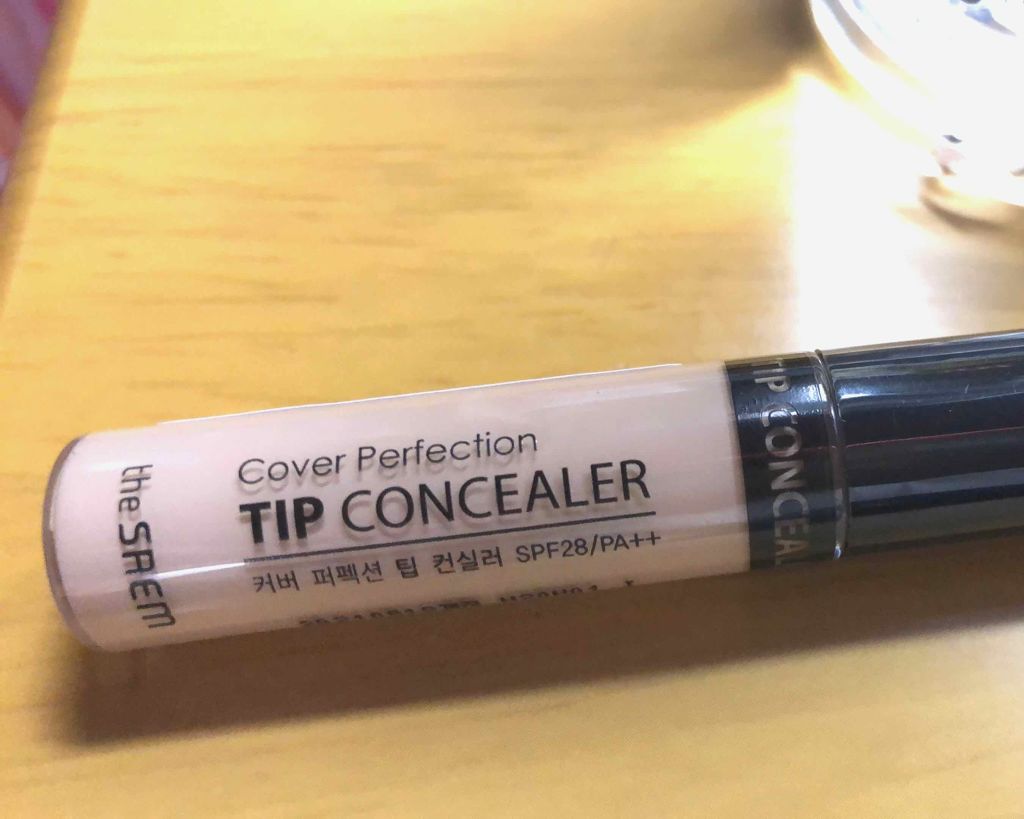 the SAEM
Cover Perfection
TIP CONCEALER
커버 퍼펙션 팁 컨실러 SPF28/PA++
TIP CONCEAL